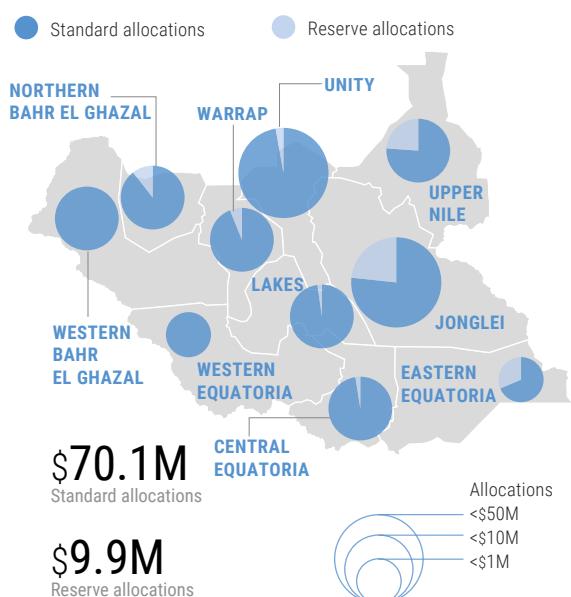 Standard allocations
Reserve allocations
NORTHERN
BAHR EL GHAZAL
WARRAP
UNITY
UPPER
NILE
LAKES
JONGLEI
WESTERN
BAHR
EL GHAZAL
WESTERN
EQUATORIA
EASTERN
EQUATORIA
CENTRAL
EQUATORIA
$70.1M
Standard allocations
$9.9M
Reserve allocations
Allocations
<$50M
<$10M
<$1M